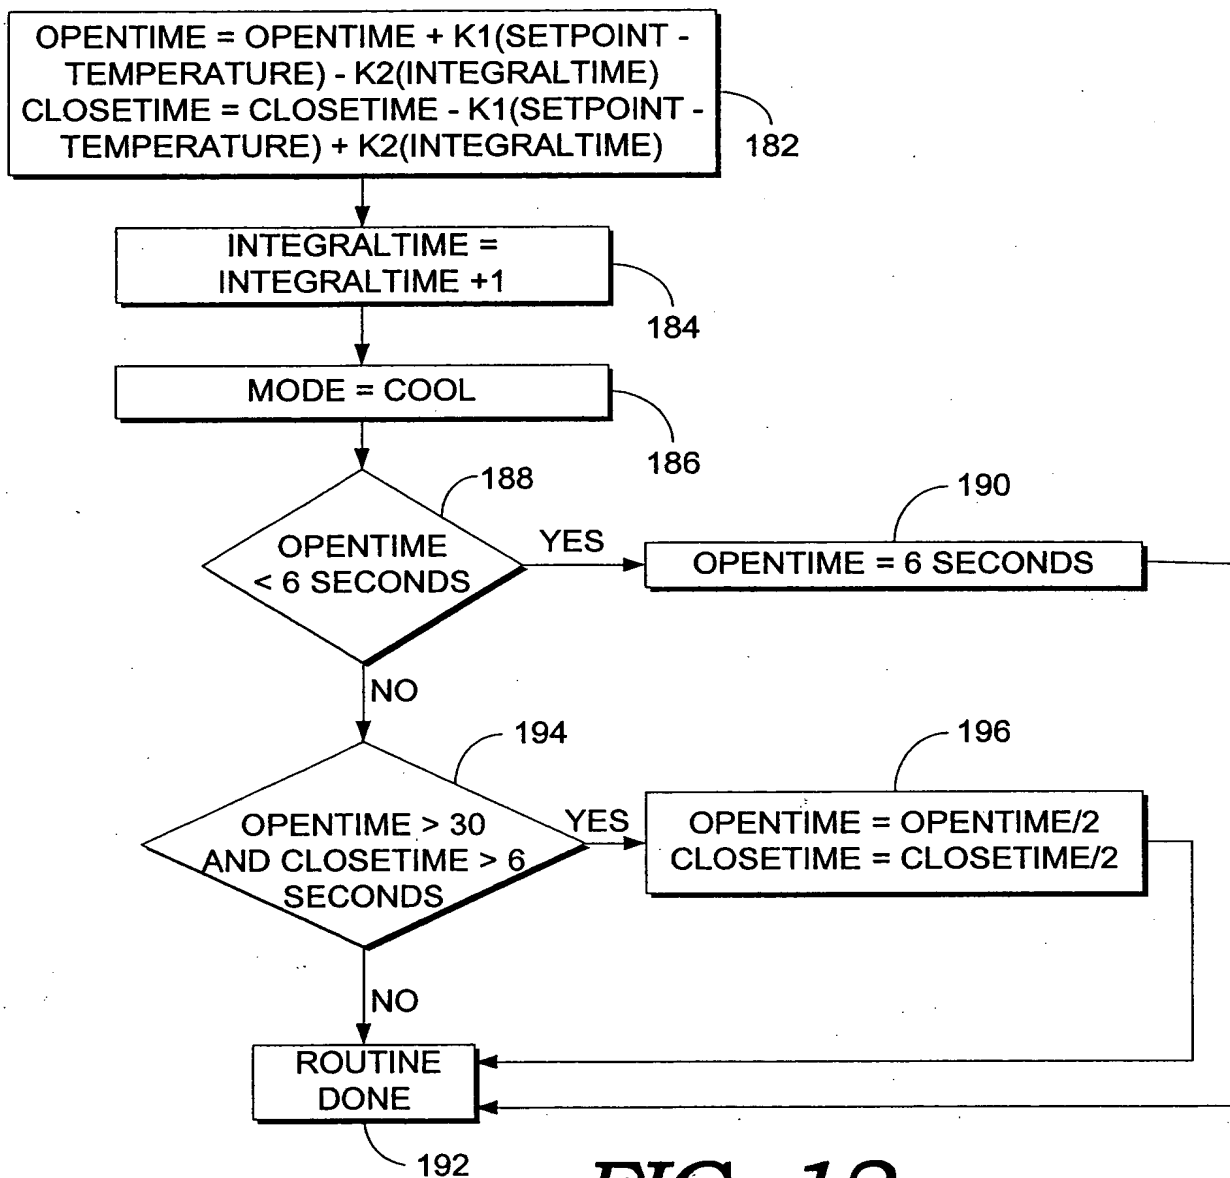 OPENTIME = OPENTIME + K1(SETPOINT -
TEMPERATURE) - K2(INTEGRALTIME)
CLOSETIME = CLOSETIME - K1(SETPOINT -
TEMPERATURE) + K2(INTEGRALTIME)
182
INTEGRALTIME =
INTEGRALTIME +1
184
MODE = COOL
186
188
OPENTIME
< 6 SECONDS
YES
190
OPENTIME = 6 SECONDS
NO
194
OPENTIME > 30
AND CLOSETIME > 6
SECONDS
YES
196
OPENTIME = OPENTIME/2
CLOSETIME = CLOSETIME/2
NO
ROUTINE
DONE
192
FIG.